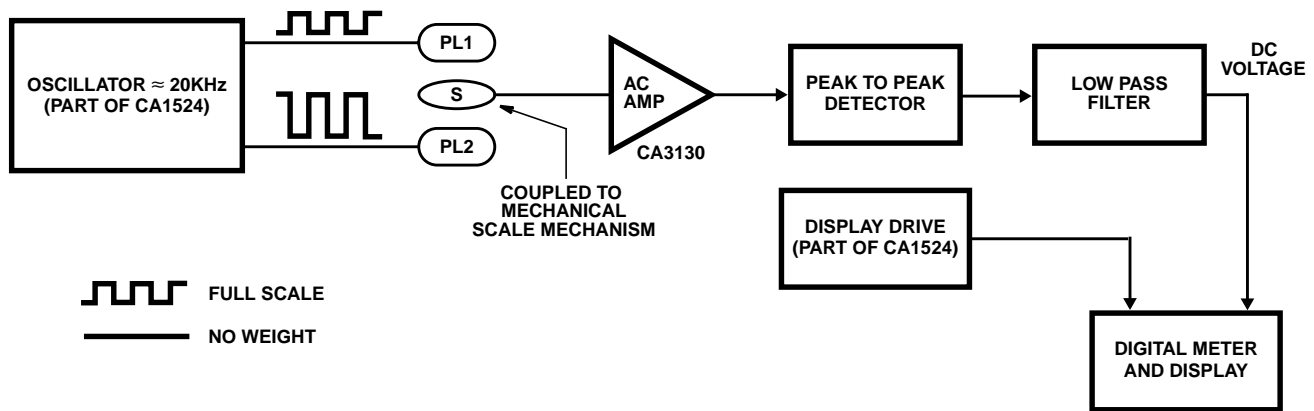 OSCILLATOR ≈ 20KHz
(PART OF CA1524)
PL1
S
PL2
COUPLED TO
MECHANICAL
SCALE MECHANISM
AC
AMP
CA3130
PEAK TO PEAK
DETECTOR
LOW PASS
FILTER
DC
VOLTAGE
DISPLAY DRIVE
(PART OF CA1524)
DIGITAL METER
AND DISPLAY
FULL SCALE
NO WEIGHT